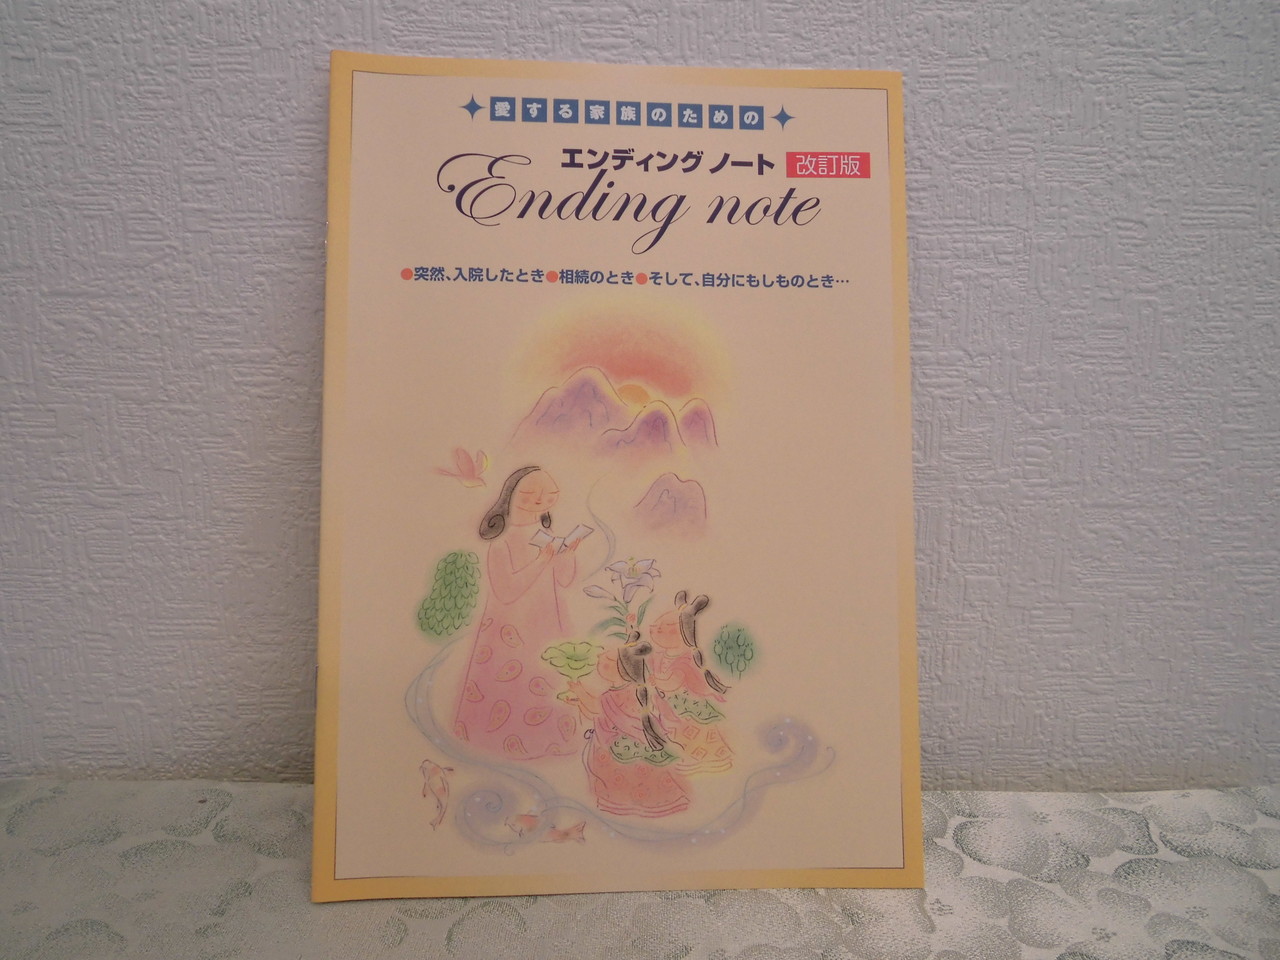 愛する家族のための
エンディング ノート 改訂版
Ending note
●突然、入院したとき●相続のとき●そして、自分にもしものとき…